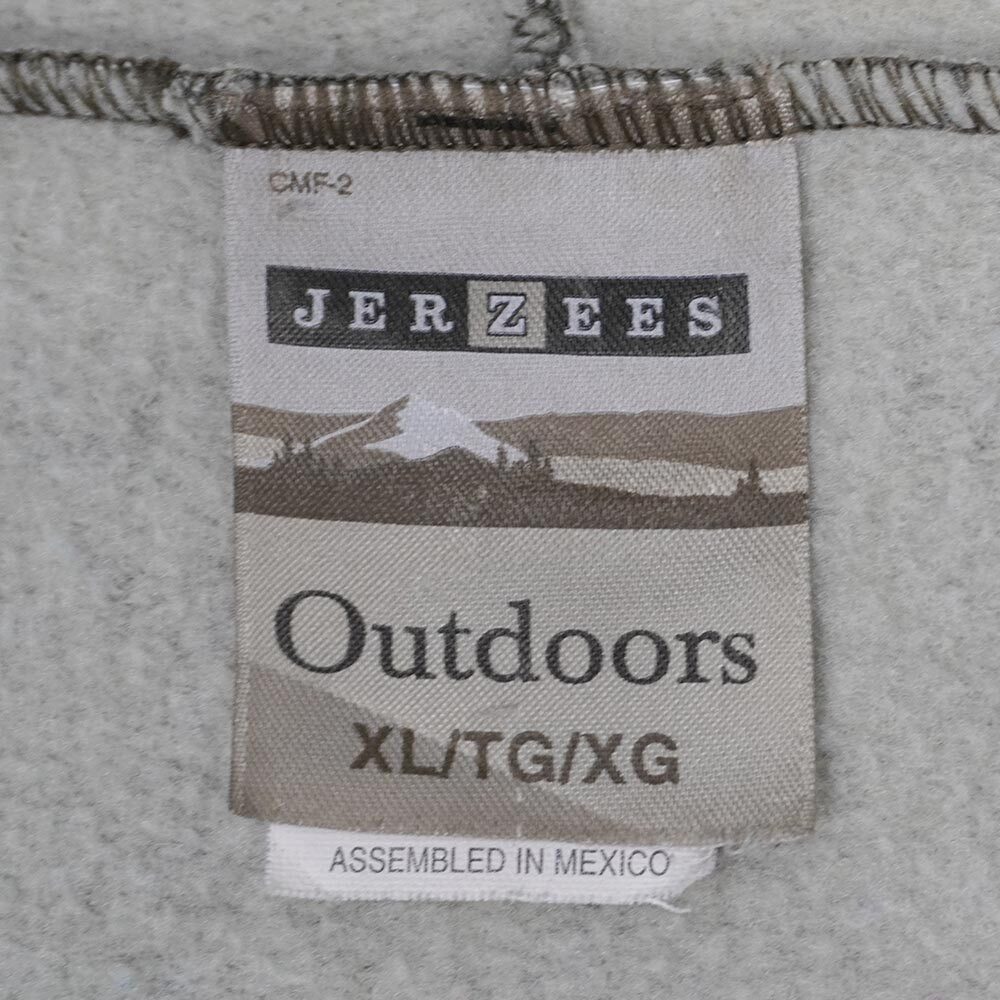 CMF-2
JERZEES
Outdoors
XL/TG/XG
ASSEMBLED IN MEXICO